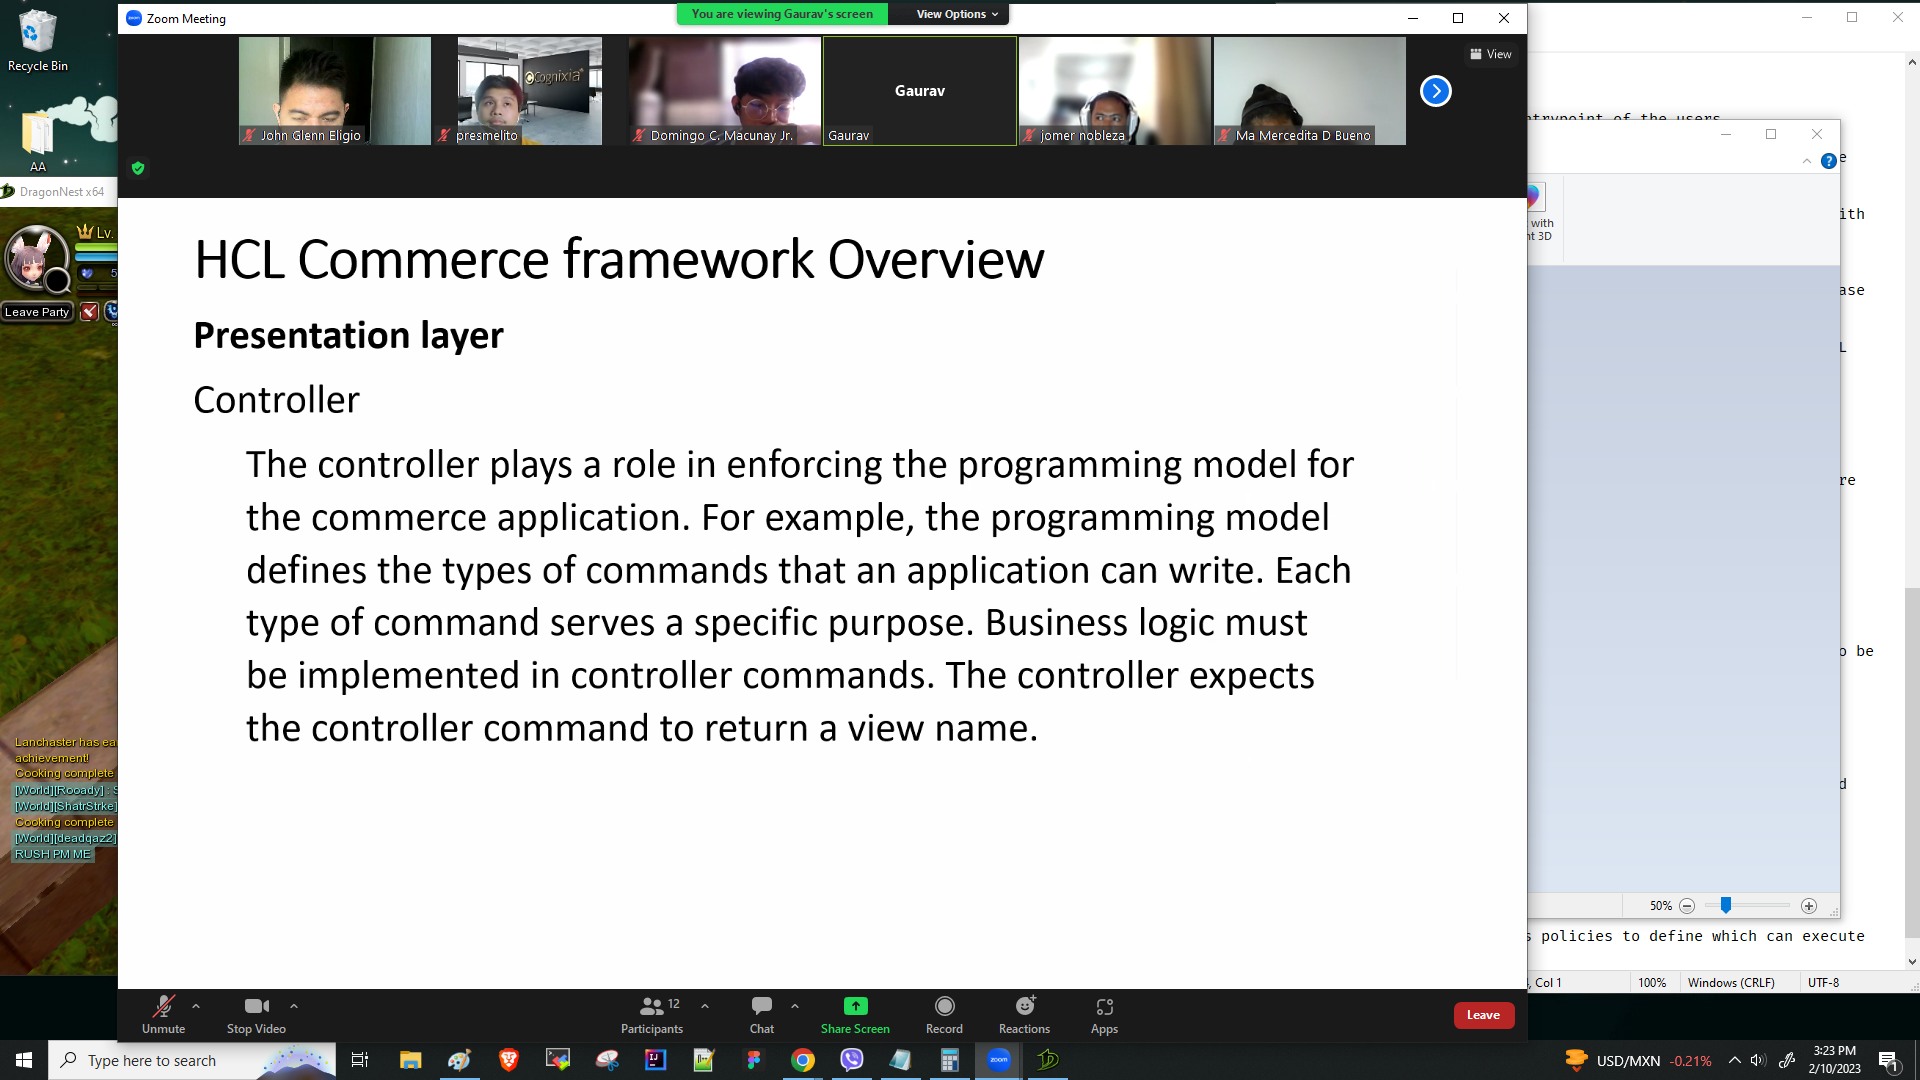 Recycle Bin
AA
DragonNest x64
Lv.
5
Leave Party
Lanchaster has ea
achievement!
Cooking complete
[World][Rooady] : S
[World][ShatrStrke]
Cooking complete
[World][deadqaz2]
RUSH PM ME
Zoom Meeting
You are viewing Gaurav's screen
View Options
View
John Glenn Eligio
Cognixia
presmelito
Domingo C. Macunay Jr.
Gaurav
Gaurav
jomer nobleza
Ma Mercedita D Bueno
HCL Commerce framework Overview
Presentation layer
Controller
The controller plays a role in enforcing the programming model for
the commerce application. For example, the programming model
defines the types of commands that an application can write. Each
type of command serves a specific purpose. Business logic must
be implemented in controller commands. The controller expects
the controller command to return a view name.
Unmute
Stop Video
12
Participants
Chat
Share Screen
Record
Reactions
Apps
Leave
ntrypoint of the users
e
ith
with
nt 3D
ase
L
re
o be
d
50%
s policies to define which can execute
, Col 1
100%
Windows (CRLF)
UTF-8
Type here to search
zoom
USD/MXN -0.21%
3:23 PM
2/10/2023
1